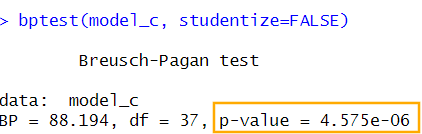 > bptest(model_c, studentize=FALSE)
Breusch-Pagan test
data: model_c
BP = 88.194, df = 37, p-value = 4.575e-06